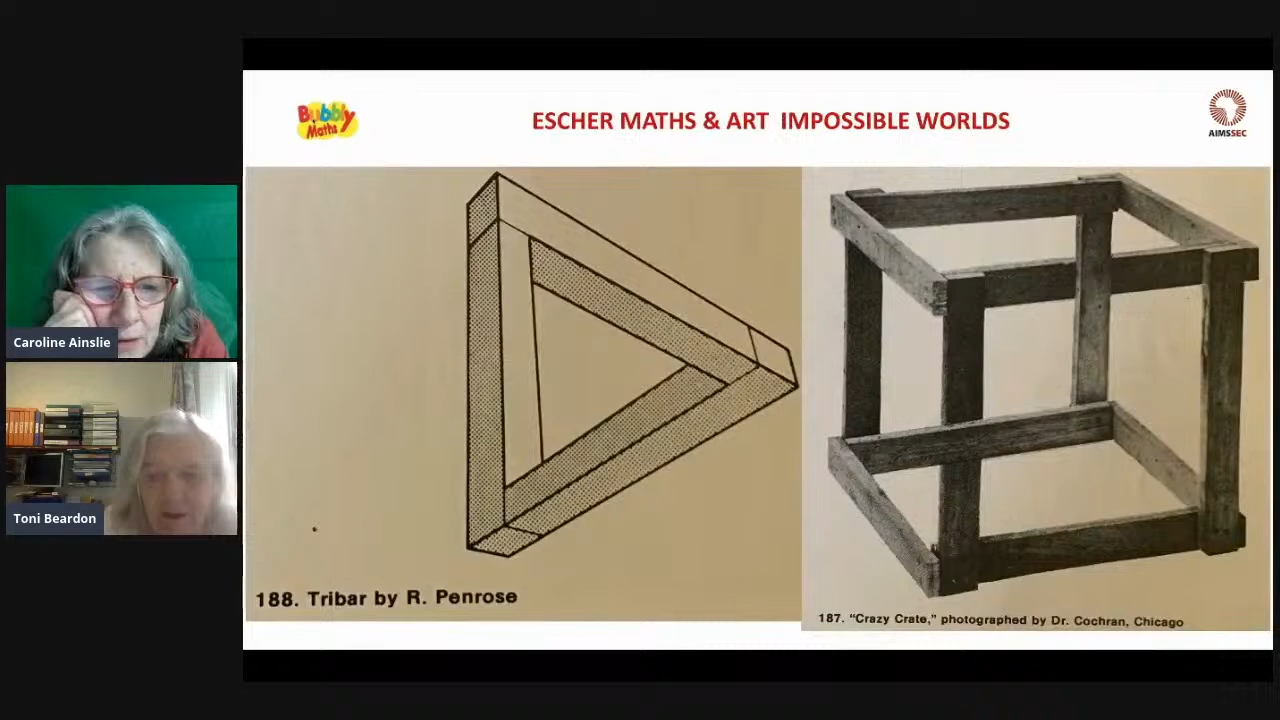 Bubbly
Maths
ESCHER MATHS & ART IMPOSSIBLE WORLDS
AIMSSEC
Caroline Ainslie
Toni Beardon
188. Tribar by R. Penrose
187. “Crazy Crate,” photographed by Dr. Cochran, Chicago